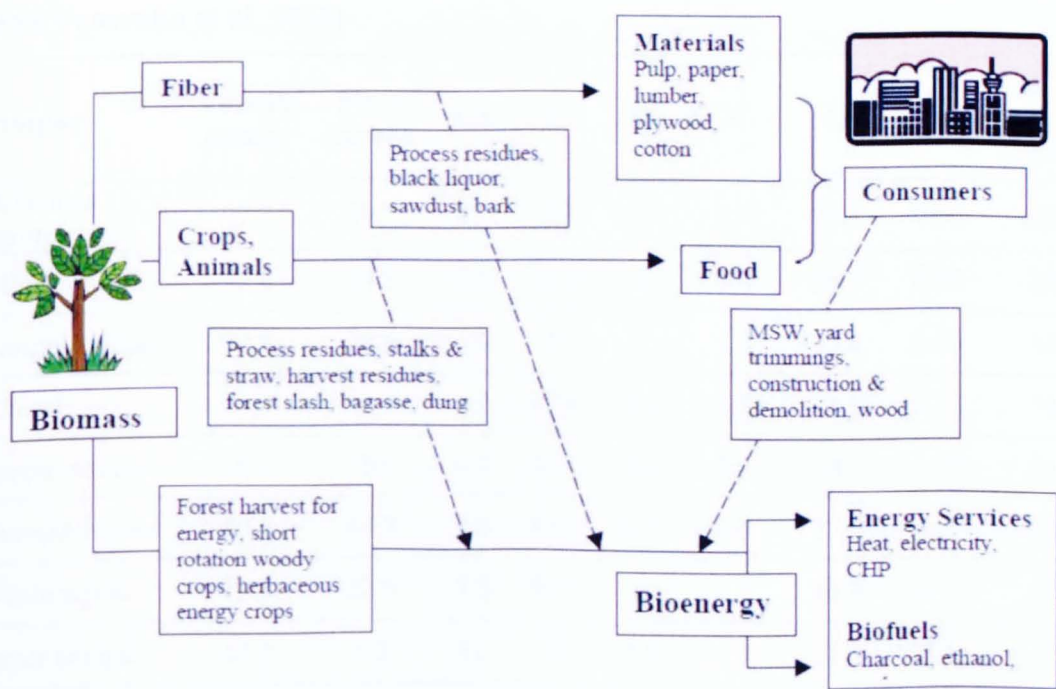 Fiber
Materials
Pulp, paper,
lumber,
plywood,
cotton
Process residues,
black liquor,
sawdust, bark
Consumers
Crops,
Animals
Food
Process residues, stalks &
straw, harvest residues,
forest slash, bagasse, dung
MSW, yard
trimmings,
construction &
demolition, wood
Biomass
Forest harvest for
energy, short
rotation woody
crops, herbaceous
energy crops
Bioenergy
Energy Services
Heat, electricity,
CHP
Biofuels
Charcoal, ethanol,